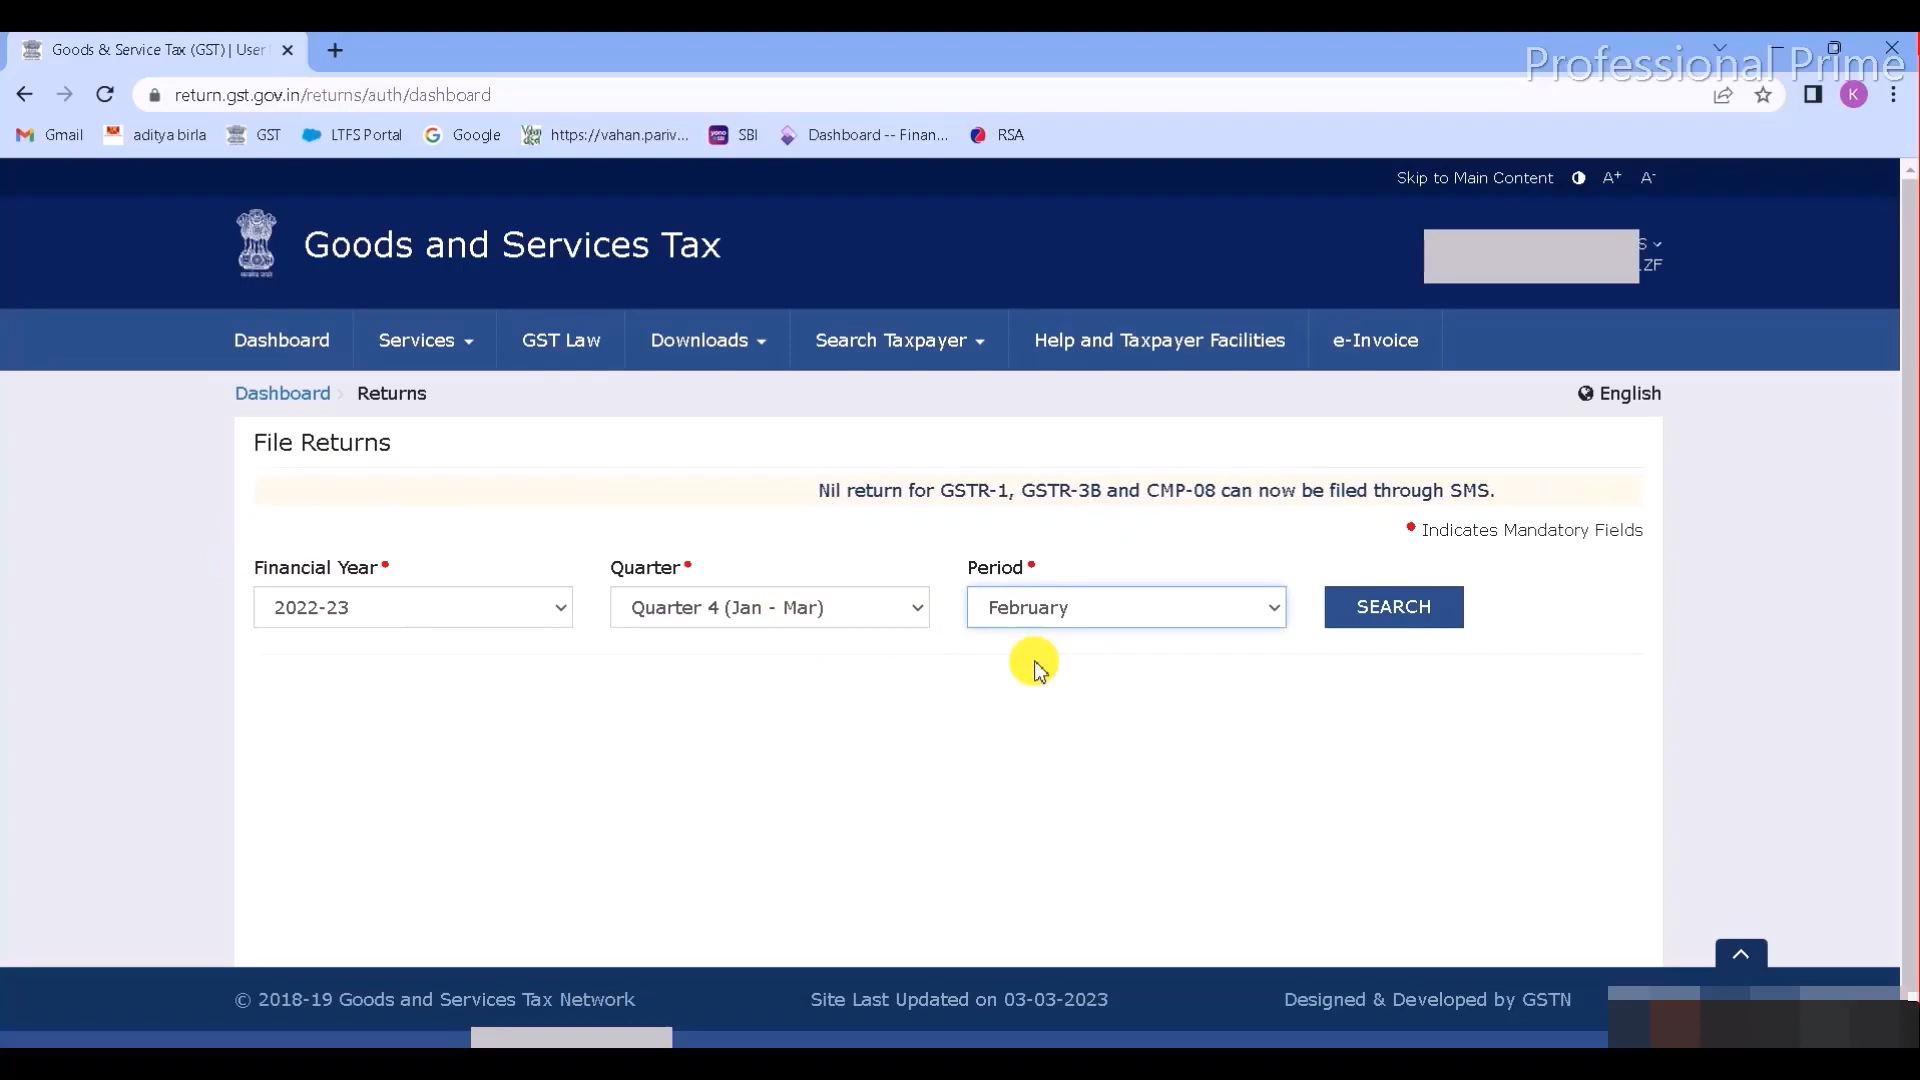 Goods & Service Tax (GST) | User
Professional Prime
return.gst.gov.in/returns/auth/dashboard
K
Gmail
aditya birla
GST
LTFS Portal
Google
https://vahan.pariv...
SBI
Dashboard -- Finan...
RSA
Skip to Main Content
A+
A-
Goods and Services Tax
S
ZF
Dashboard
Services
GST Law
Downloads
Search Taxpayer
Help and Taxpayer Facilities
e-Invoice
Dashboard
Returns
English
File Returns
Nil return for GSTR-1, GSTR-3B and CMP-08 can now be filed through SMS.
• Indicates Mandatory Fields
Financial Year•
Quarter•
Period•
2022-23
Quarter 4 (Jan - Mar)
February
SEARCH
© 2018-19 Goods and Services Tax Network
Site Last Updated on 03-03-2023
Designed & Developed by GSTN